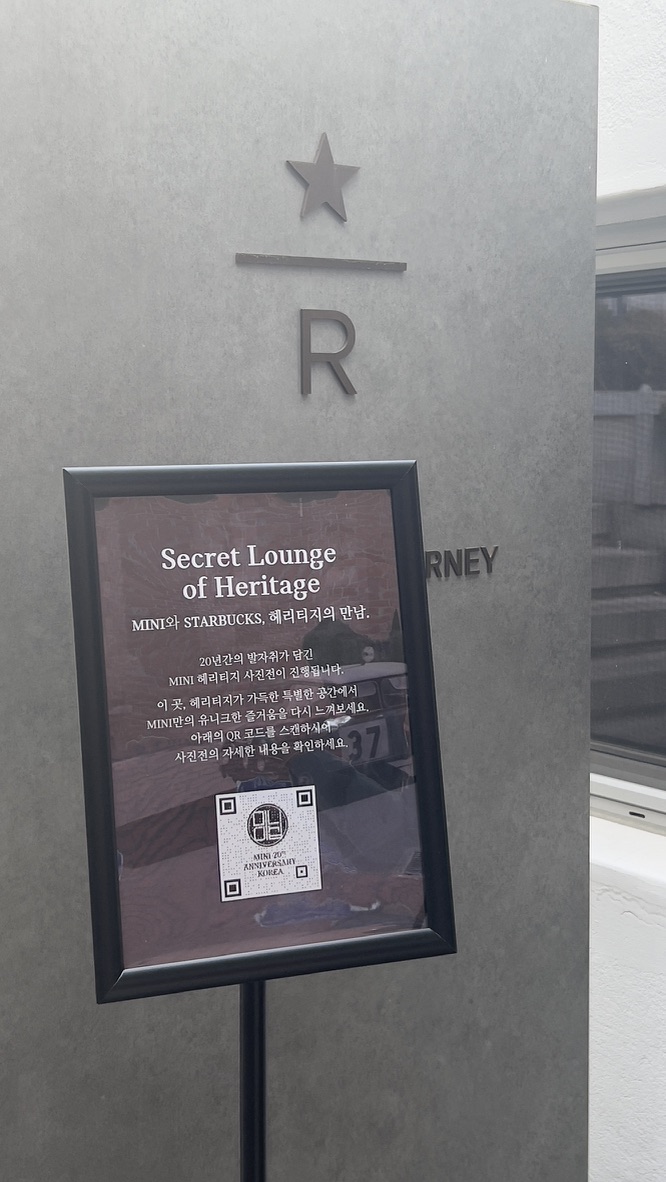 R
RNEY
Secret Lounge
of Heritage
MINI와 STARBUCKS, 헤리티지의 만남.
20년간의 발자취가 담긴
MINI 헤리티지 사진전이 진행됩니다.
이 곳, 헤리티지가 가득한 특별한 공간에서
MINI만의 유니크한 즐거움을 다시 느껴보세요.
아래의 QR 코드를 스캔하시어
사진전의 자세한 내용을 확인하세요.
37
MINI 20TH
ANNIVERSARY
KOREA